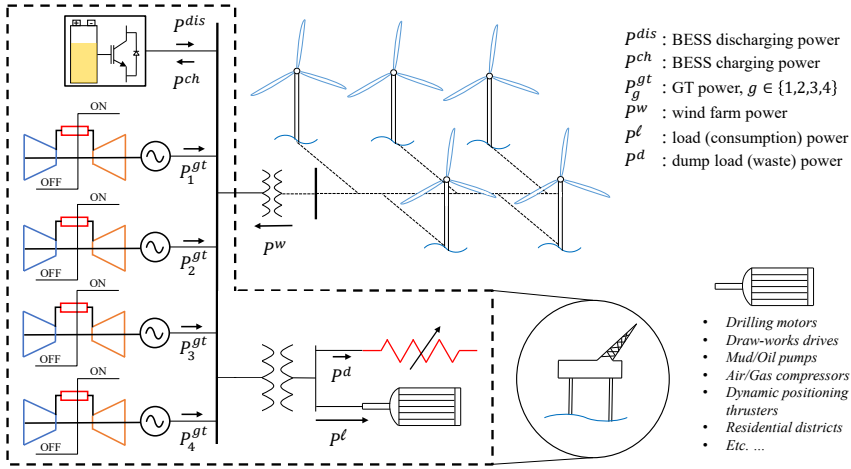 + -
P^{dis}
P^{ch}
ON
OFF
P_1^{gt}
ON
OFF
P_2^{gt}
ON
OFF
P_3^{gt}
ON
OFF
P_4^{gt}
P^w
P^d
P^ℓ
P^{dis} : BESS discharging power
P^{ch} : BESS charging power
P_g^{gt} : GT power, g ∈ {1,2,3,4}
P^w : wind farm power
P^ℓ : load (consumption) power
P^d : dump load (waste) power
• Drilling motors
• Draw-works drives
• Mud/Oil pumps
• Air/Gas compressors
• Dynamic positioning
thrusters
• Residential districts
• Etc. …